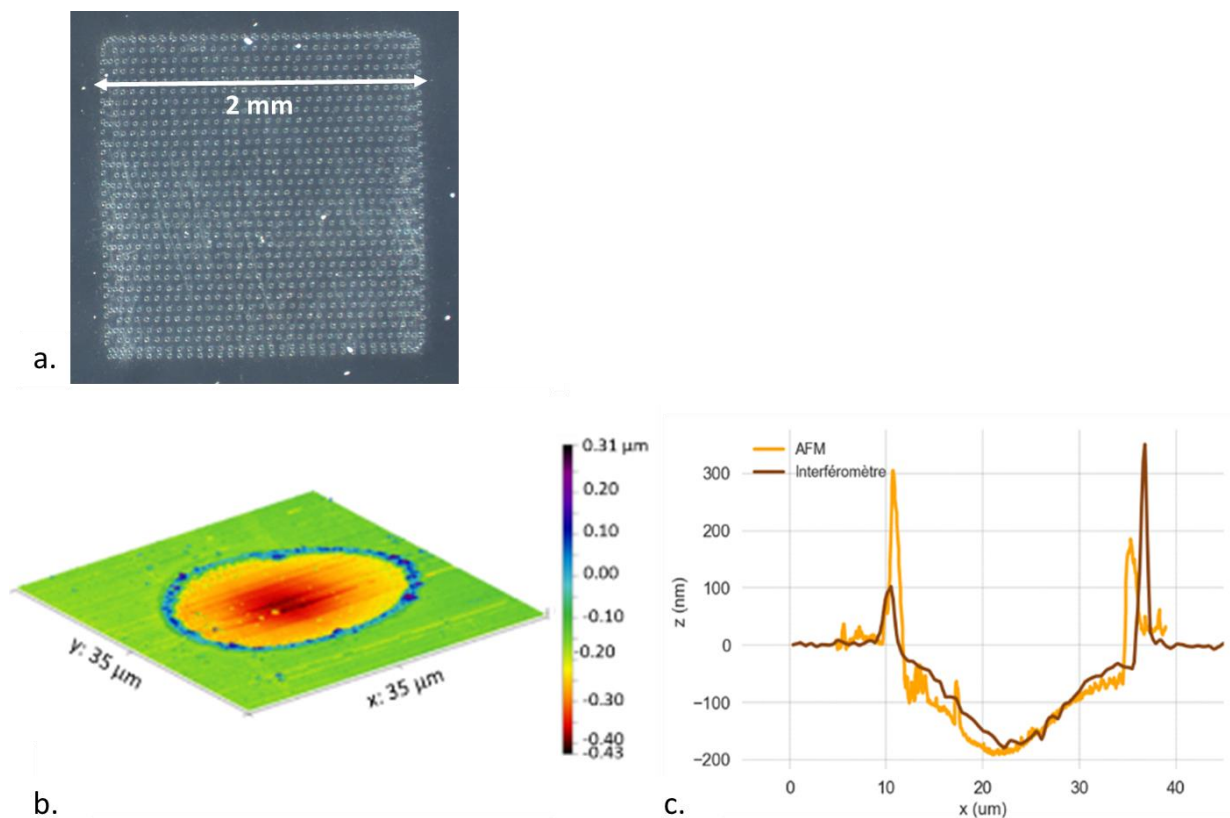 2 mm
a.
0.31 µm
0.20
0.10
0.00
-0.10
-0.20
-0.30
-0.40
-0.43
y: 35 µm
x: 35 µm
b.
AFM
Interféromètre
300
200
100
0
−100
−200
z (nm)
0
10
20
30
40
x (um)
c.